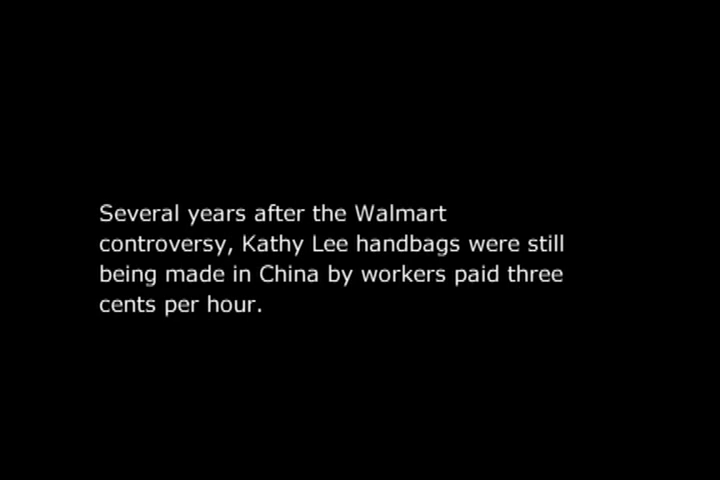 Several years after the Walmart
controversy, Kathy Lee handbags were still
being made in China by workers paid three
cents per hour.